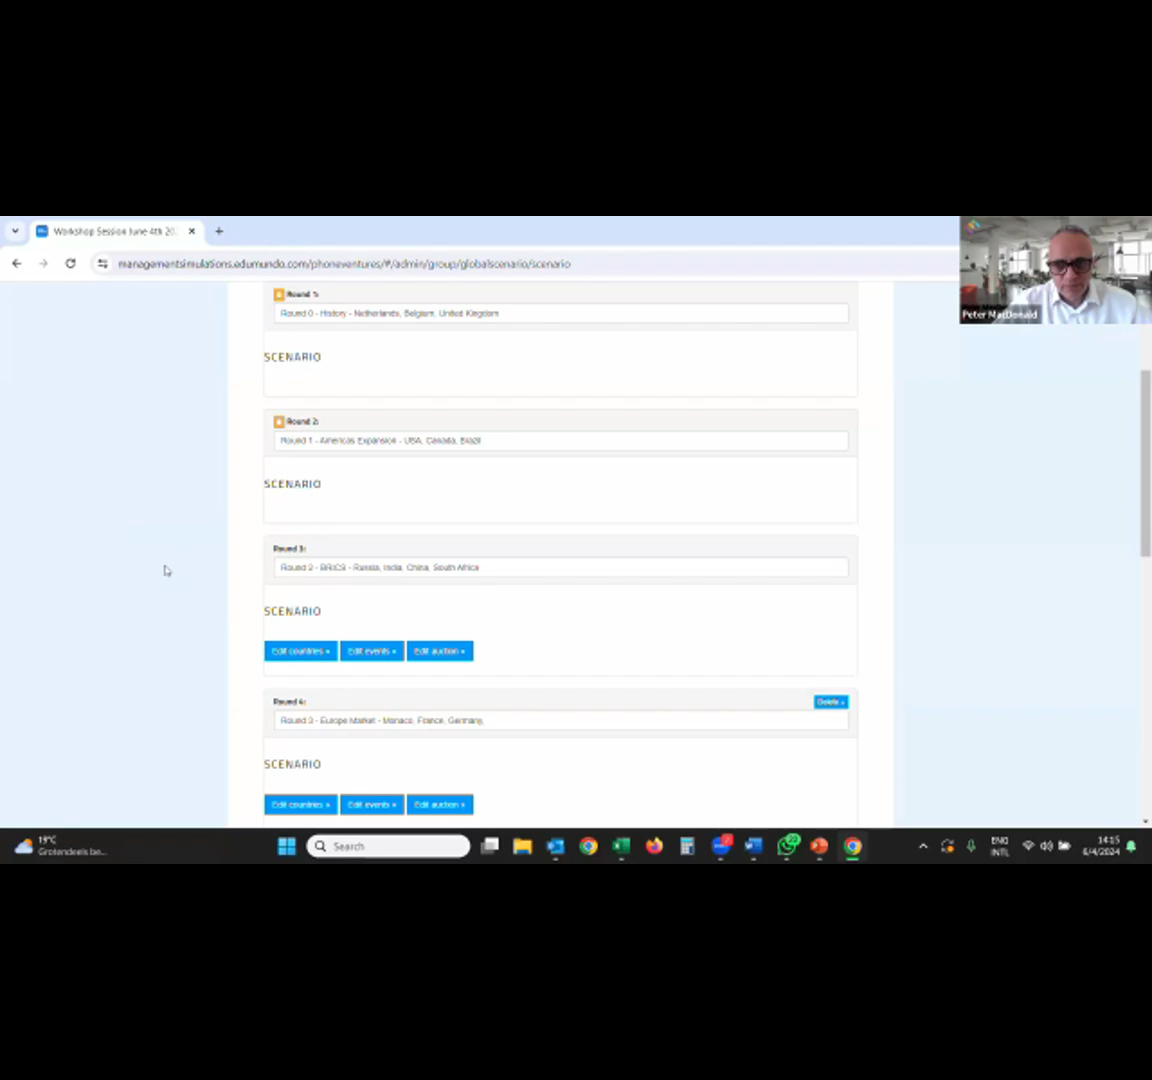 Workshop Session June 4th 20
managementsimulations.edumundo.com/phoneventures/#/admin/group/globalscenario/scenario
Peter MacDonald
Round 1:
Round 0 - History - Netherlands, Belgium, United Kingdom
SCENARIO
Round 2:
Round 1 - Americas Expansion - USA, Canada, Brazil
SCENARIO
Round 3:
Round 2 - BRICS - Russia, India, China, South Africa
SCENARIO
Edit countries » Edit events » Edit auction »
Round 4:
Delete »
Round 3 - Europe Market - Monaco, France, Germany,
SCENARIO
Edit countries » Edit events » Edit auction »
19°C
Grotendeels be...
Search
ENG
INTL
14:15
6/4/2024